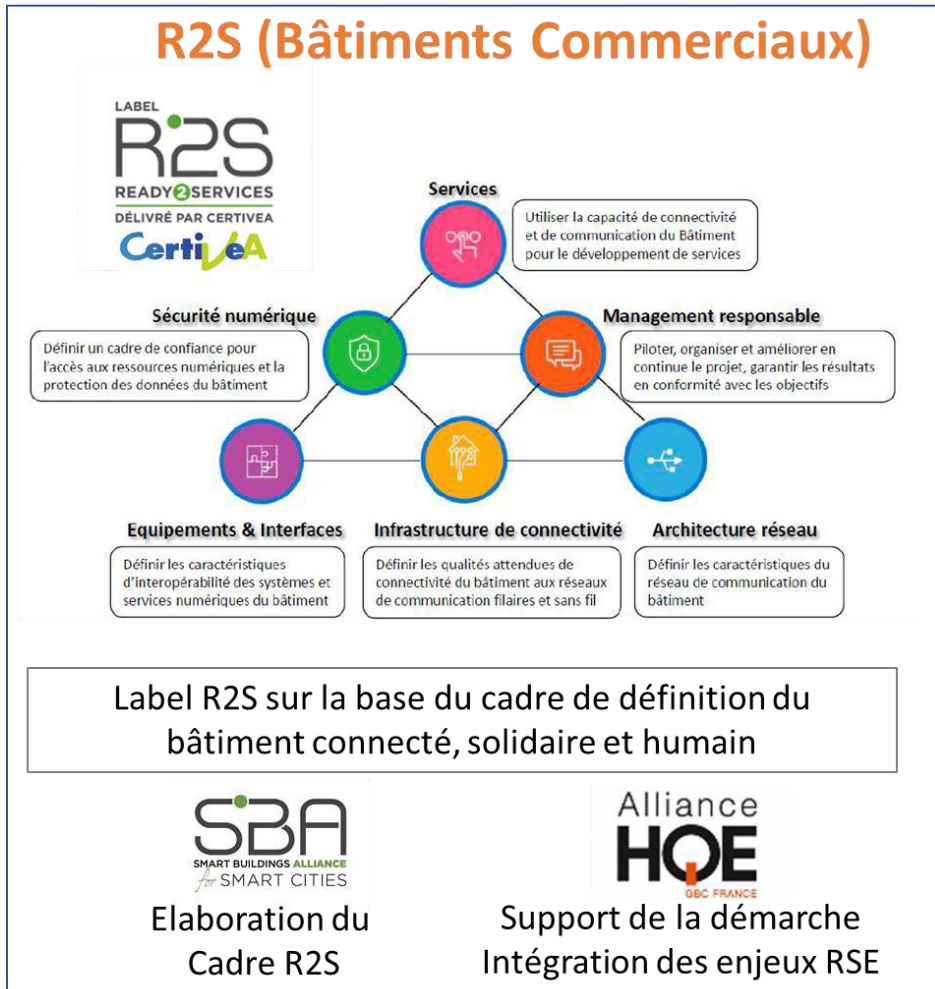 R2S (Bâtiments Commerciaux)
LABEL
R2S
READY2SERVICES
DÉLIVRÉ PAR CERTIVEA
CertiVeA
Services
Utiliser la capacité de connectivité
et de communication du Bâtiment
pour le développement de services
Sécurité numérique
Définir un cadre de confiance pour
l'accès aux ressources numériques et la
protection des données du bâtiment
Management responsable
Piloter, organiser et améliorer en
continue le projet, garantir les résultats
en conformité avec les objectifs
Equipements & Interfaces
Définir les caractéristiques
d'interopérabilité des systèmes et
services numériques du bâtiment
Infrastructure de connectivité
Définir les qualités attendues de
connectivité du bâtiment aux réseaux
de communication filaires et sans fil
Architecture réseau
Définir les caractéristiques du
réseau de communication du
bâtiment
Label R2S sur la base du cadre de définition du
bâtiment connecté, solidaire et humain
SBA
SMART BUILDINGS ALLIANCE
for SMART CITIES
Elaboration du
Cadre R2S
Alliance
HQE
GBC FRANCE
Support de la démarche
Intégration des enjeux RSE